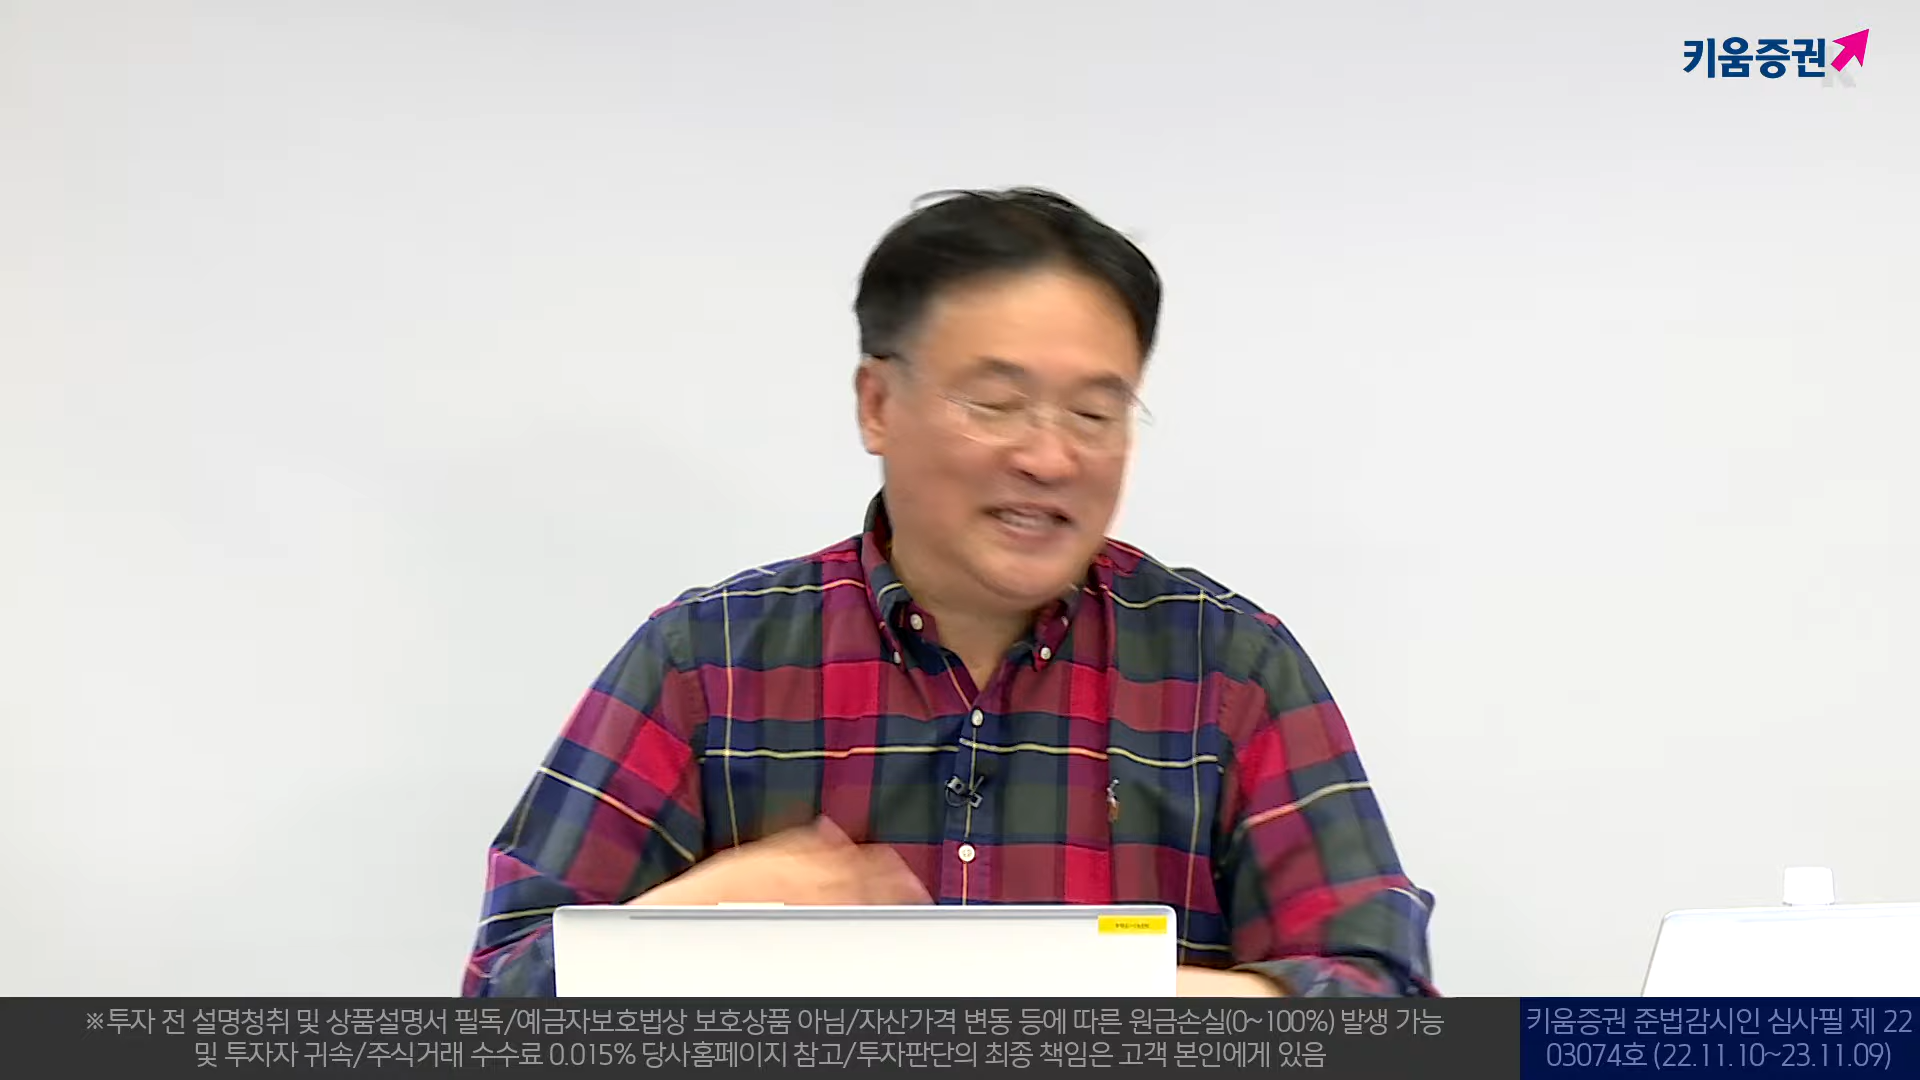 키움증권
※투자 전 설명청취 및 상품설명서 필독/예금자보호법상 보호상품 아님/자산가격 변동 등에 따른 원금손실(0~100%) 발생 가능
및 투자자 귀속/주식거래 수수료 0.015% 당사홈페이지 참고/투자판단의 최종 책임은 고객 본인에게 있음
키움증권 준법감시인 심사필 제 22
03074호 (22.11.10~23.11.09)